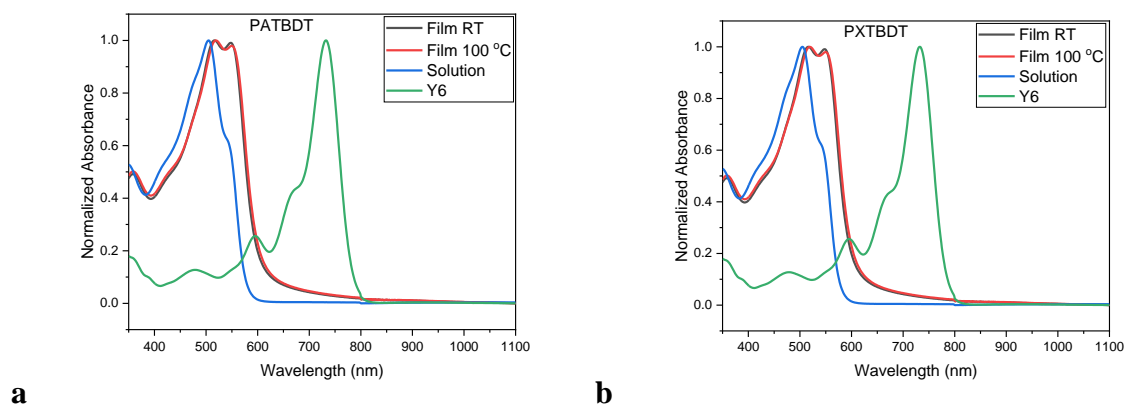 PATBDT
Film RT
Film 100 °C
Solution
Y6
Normalized Absorbance
1.0
0.8
0.6
0.4
0.2
0.0
400 500 600 700 800 900 1000 1100
Wavelength (nm)
a
PXTBDT
Film RT
Film 100 °C
Solution
Y6
Normalized Absorbance
1.0
0.8
0.6
0.4
0.2
0.0
400 500 600 700 800 900 1000 1100
Wavelength (nm)
b